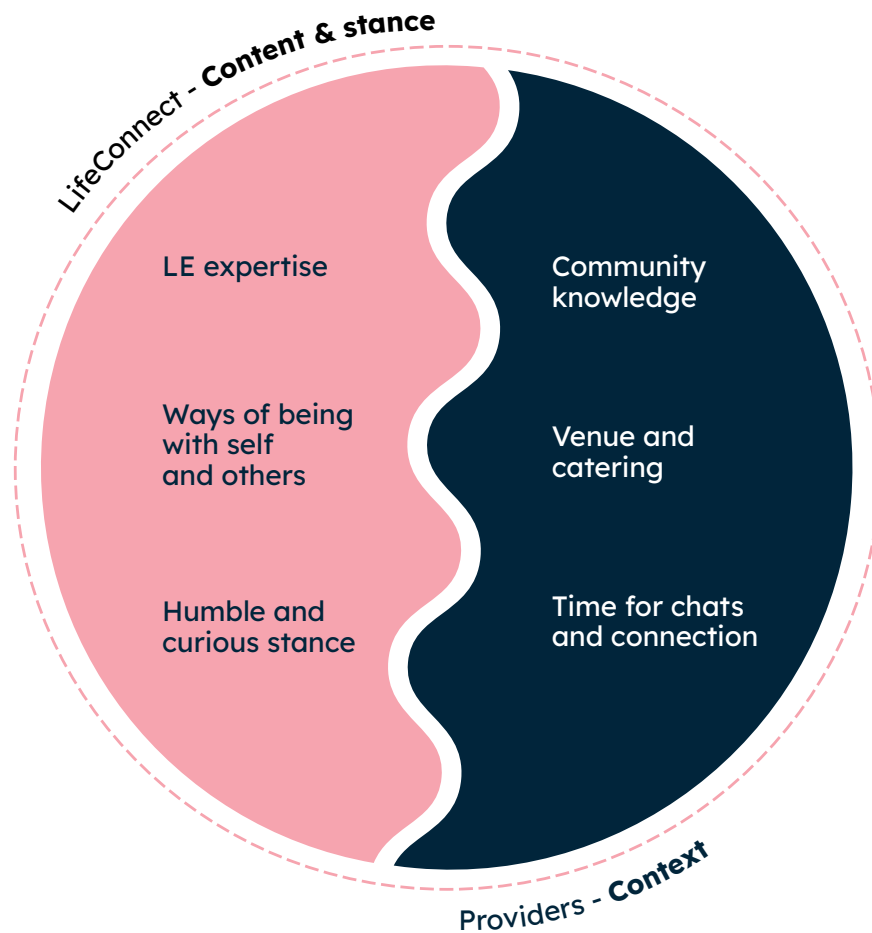 LifeConnect - Content & stance
LE expertise
Ways of being
with self
and others
Humble and
curious stance
Community
knowledge
Venue and
catering
Time for chats
and connection
Providers - Context